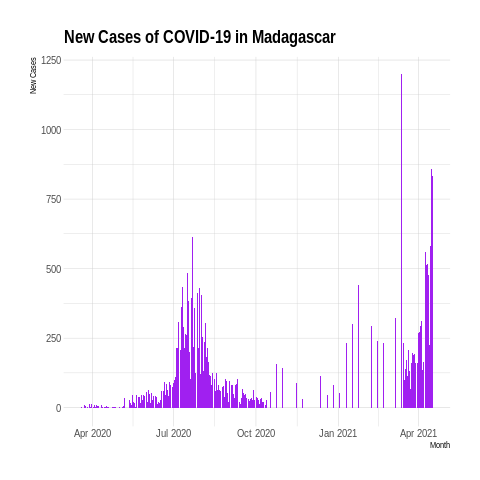 New Cases of COVID-19 in Madagascar
New Cases
1250
1000
750
500
250
0
Apr 2020
Jul 2020
Oct 2020
Jan 2021
Apr 2021
Month